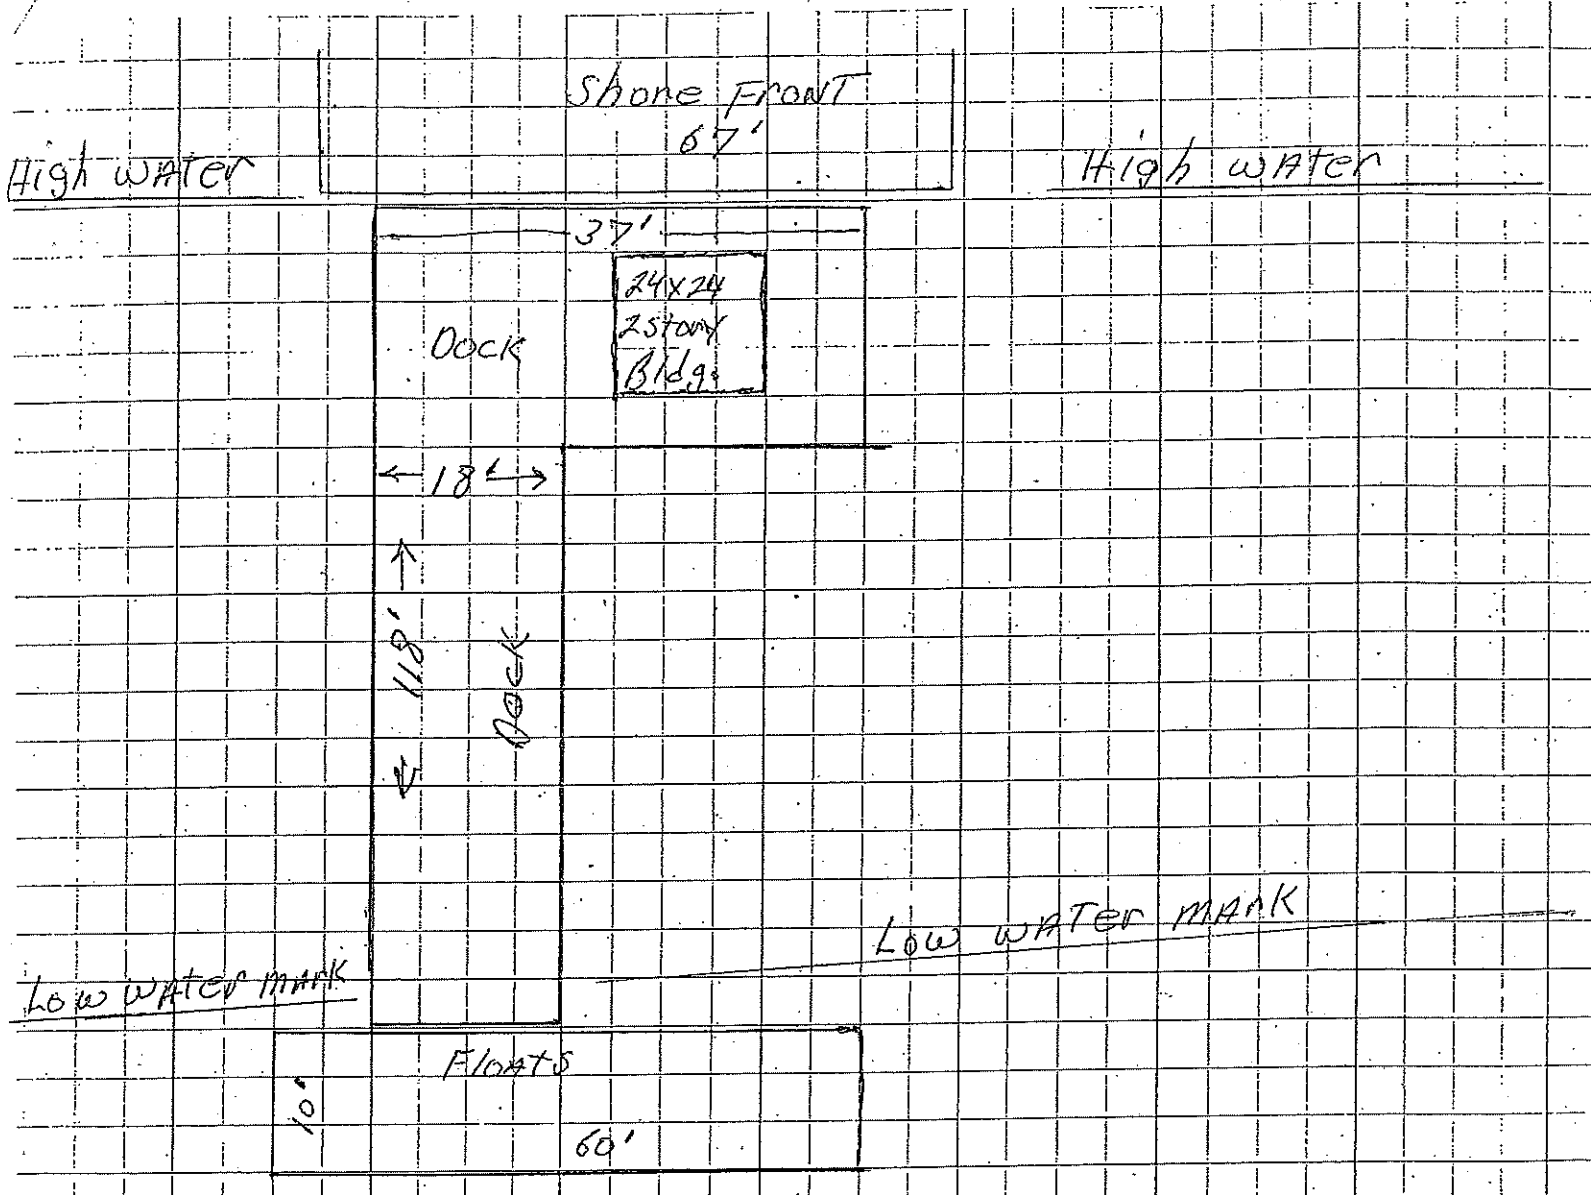 Shore Front
67'
High water
High water
37'
24x24
2 story
Bldg.
Dock
18'
118'
Dock
Low water mark
Low water mark
Floats
10'
60'